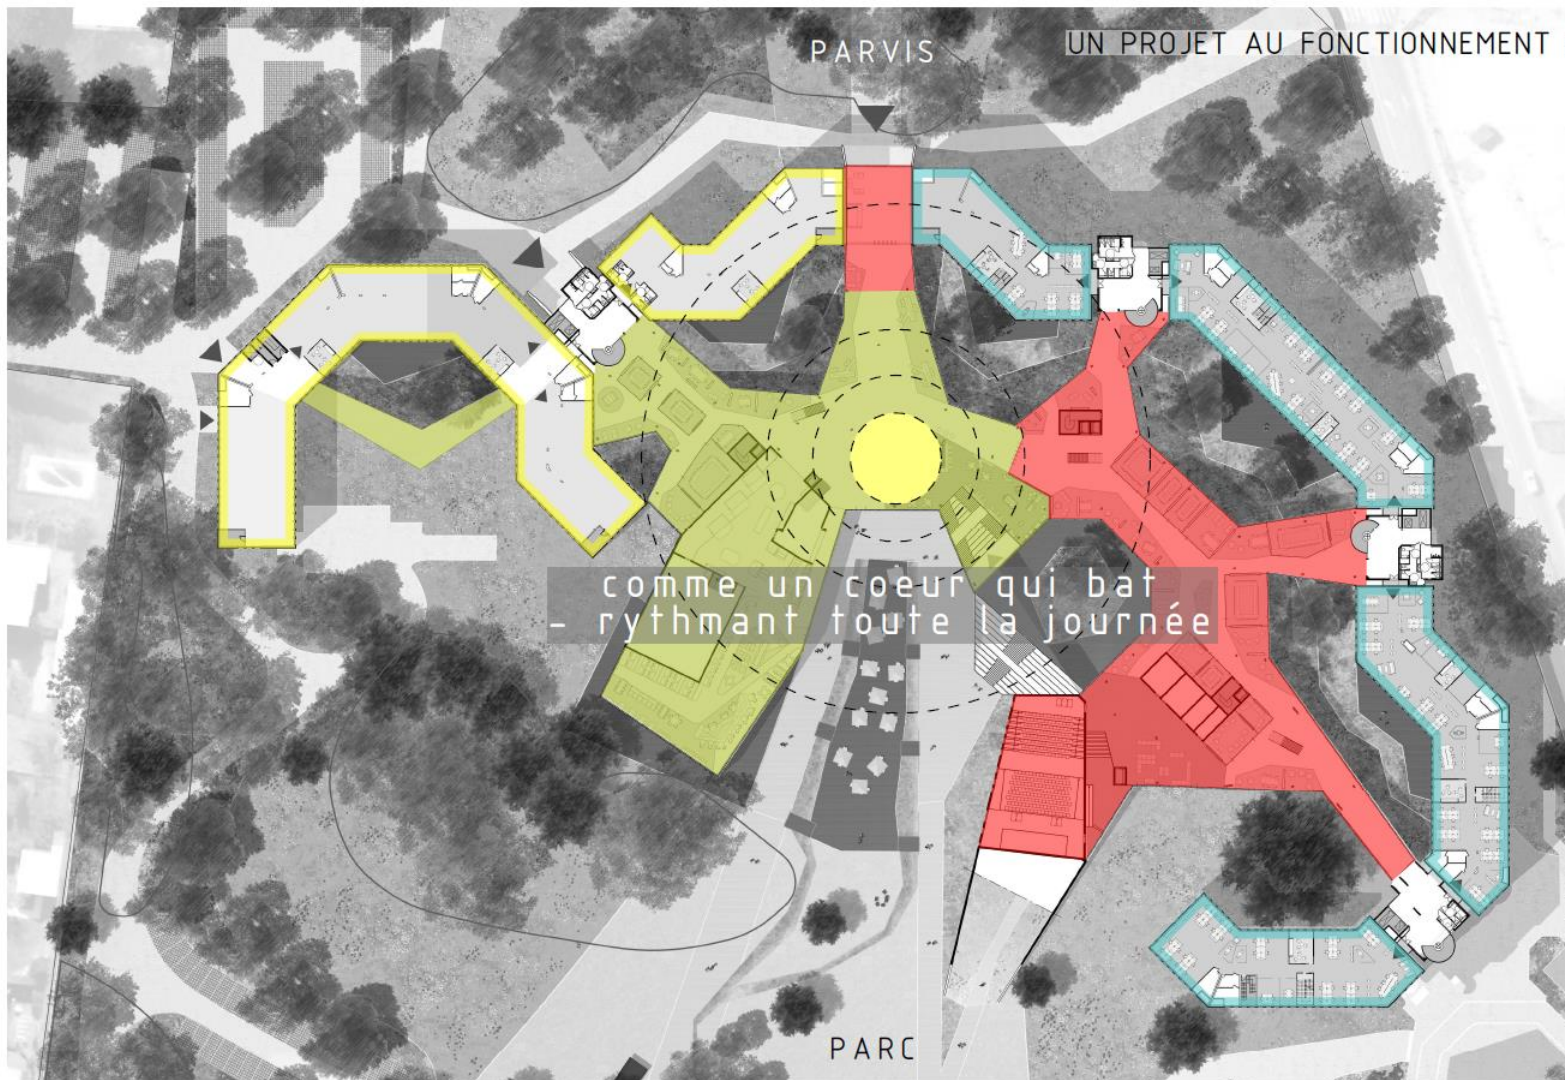 PARVIS
UN PROJET AU FONCTIONNEMENT
comme un coeur qui bat
- rythmant toute la journée
PARC